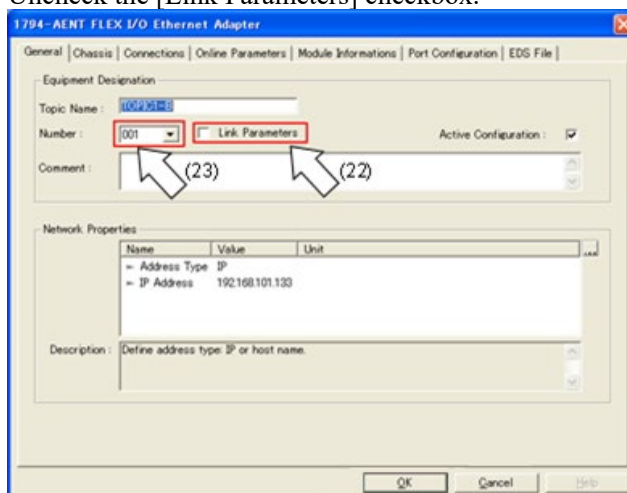 Uncheck the [Link Parameters] checkbox.
1794-AENT FLEX I/O Ethernet Adapter
General Chassis Connections Online Parameters Module Informations Port Configuration EDS File
Equipment Designation
Topic Name : TOPIC1-B
Number : 001 Link Parameters Active Configuration :
(23) (22)
Comment :
Network Properties
Name Value Unit
Address Type IP
IP Address 192.168.101.133
...
Description : Define address type: IP or host name.
OK Cancel Help